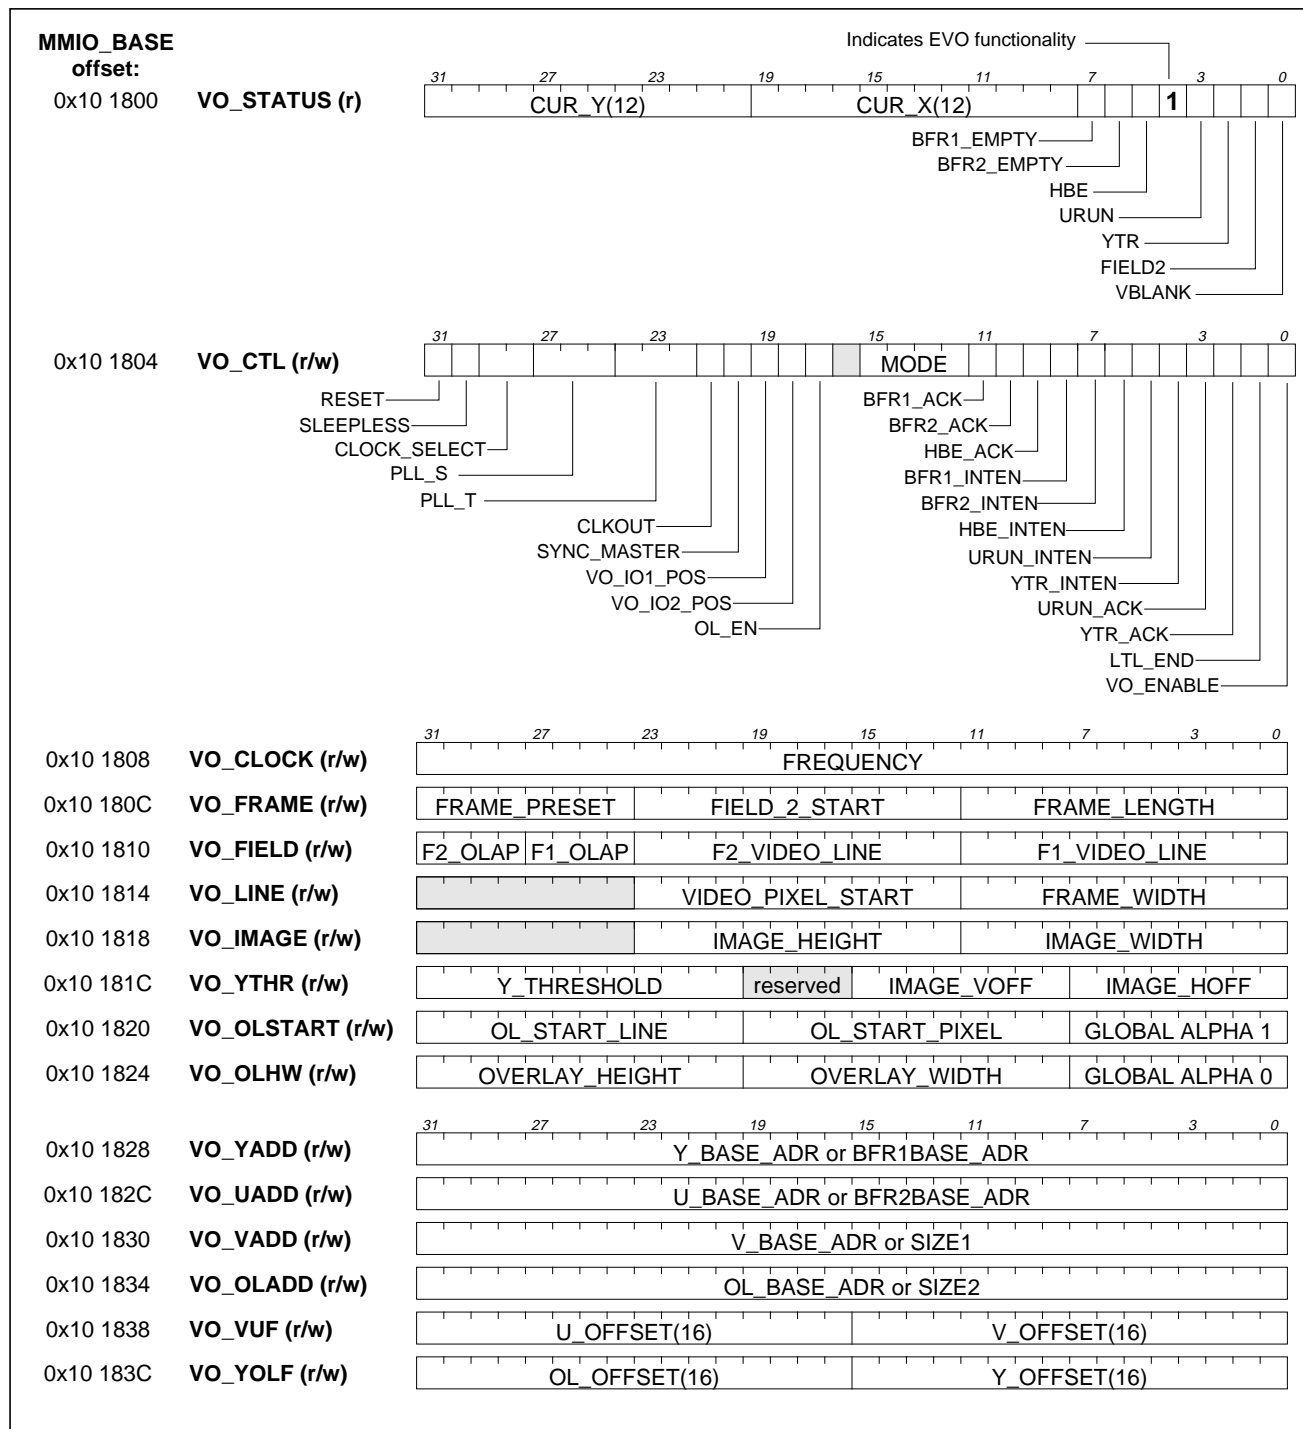 MMIO_BASE
offset:
Indicates EVO functionality
31 27 23 19 15 11 7 3 0
0x10 1800 VO_STATUS (r) CUR_Y(12) CUR_X(12) 1
BFR1_EMPTY
BFR2_EMPTY
HBE
URUN
YTR
FIELD2
VBLANK
31 27 23 19 15 11 7 3 0
0x10 1804 VO_CTL (r/w) MODE
RESET BFR1_ACK
SLEEPLESS BFR2_ACK
CLOCK_SELECT HBE_ACK
PLL_S BFR1_INTEN
PLL_T BFR2_INTEN
CLKOUT HBE_INTEN
SYNC_MASTER URUN_INTEN
VO_IO1_POS YTR_INTEN
VO_IO2_POS URUN_ACK
OL_EN YTR_ACK
LTL_END
VO_ENABLE
31 27 23 19 15 11 7 3 0
0x10 1808 VO_CLOCK (r/w) FREQUENCY
0x10 180C VO_FRAME (r/w) FRAME_PRESET FIELD_2_START FRAME_LENGTH
0x10 1810 VO_FIELD (r/w) F2_OLAP F1_OLAP F2_VIDEO_LINE F1_VIDEO_LINE
0x10 1814 VO_LINE (r/w) VIDEO_PIXEL_START FRAME_WIDTH
0x10 1818 VO_IMAGE (r/w) IMAGE_HEIGHT IMAGE_WIDTH
0x10 181C VO_YTHR (r/w) Y_THRESHOLD reserved IMAGE_VOFF IMAGE_HOFF
0x10 1820 VO_OLSTART (r/w) OL_START_LINE OL_START_PIXEL GLOBAL ALPHA 1
0x10 1824 VO_OLHW (r/w) OVERLAY_HEIGHT OVERLAY_WIDTH GLOBAL ALPHA 0
31 27 23 19 15 11 7 3 0
0x10 1828 VO_YADD (r/w) Y_BASE_ADR or BFR1BASE_ADR
0x10 182C VO_UADD (r/w) U_BASE_ADR or BFR2BASE_ADR
0x10 1830 VO_VADD (r/w) V_BASE_ADR or SIZE1
0x10 1834 VO_OLADD (r/w) OL_BASE_ADR or SIZE2
0x10 1838 VO_VUF (r/w) U_OFFSET(16) V_OFFSET(16)
0x10 183C VO_YOLF (r/w) OL_OFFSET(16) Y_OFFSET(16)